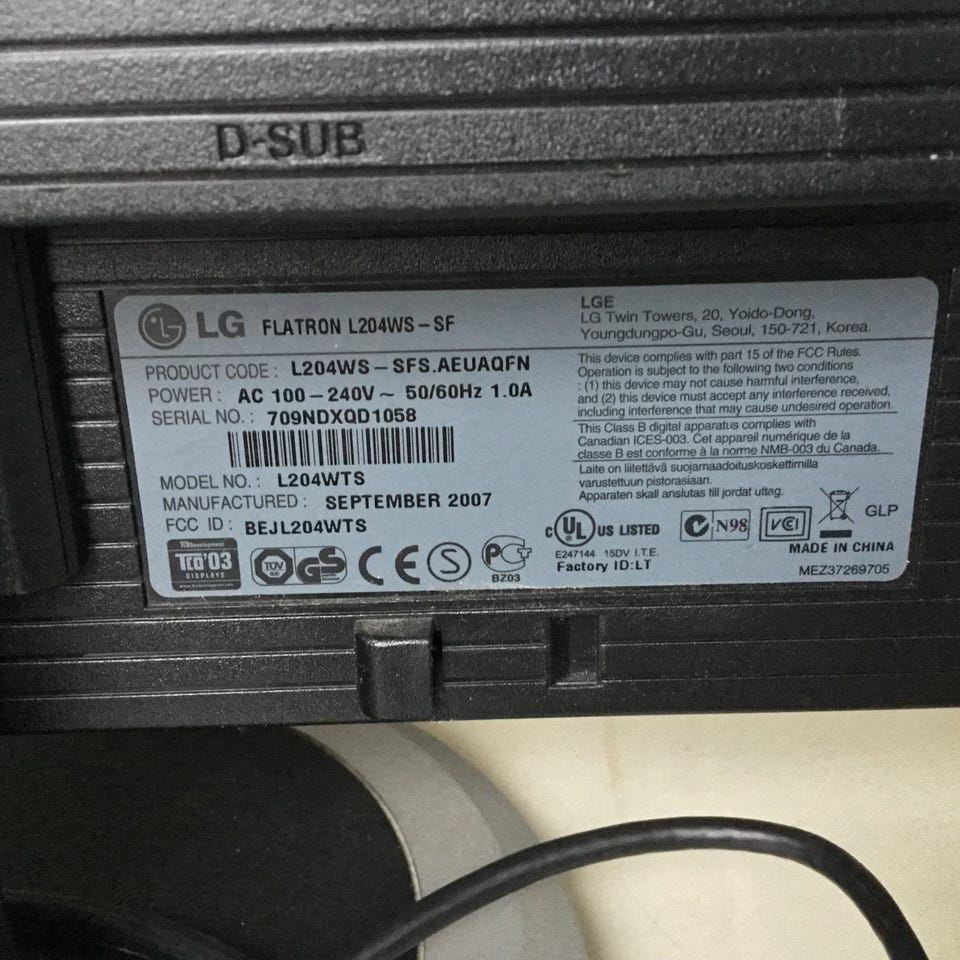 D-SUB
LG FLATRON L204WS-SF
LGE
LG Twin Towers, 20, Yoido-Dong,
Youngdungpo-Gu, Seoul, 150-721, Korea.
PRODUCT CODE : L204WS-SFS.AEUAQFN
POWER : AC 100-240V ~ 50/60Hz 1.0A
SERIAL NO. : 709NDXQD1058
MODEL NO. : L204WTS
MANUFACTURED : SEPTEMBER 2007
FCC ID : BEJL204WTS
This device complies with part 15 of the FCC Rules.
Operation is subject to the following two conditions
: (1) this device may not cause harmful interference,
and (2) this device must accept any interference received,
including interference that may cause undesired operation.
This Class B digital apparatus complies with
Canadian ICES-003. Cet appareil numérique de la
classe B est conforme à la norme NMB-003 du Canada.
Laite on liitettävä suojamaadoituskoskettimilla
varustettuun pistorasiaan.
Apparaten skall anslutas till jordat uttag.
TCO Development
TCO'03
DISPLAYS
TÜV
GS
CE
S
PCT
BZ03
C UL US LISTED
E247144 15DV I.T.E.
Factory ID:LT
N98
VCI
GLP
MADE IN CHINA
MEZ37269705